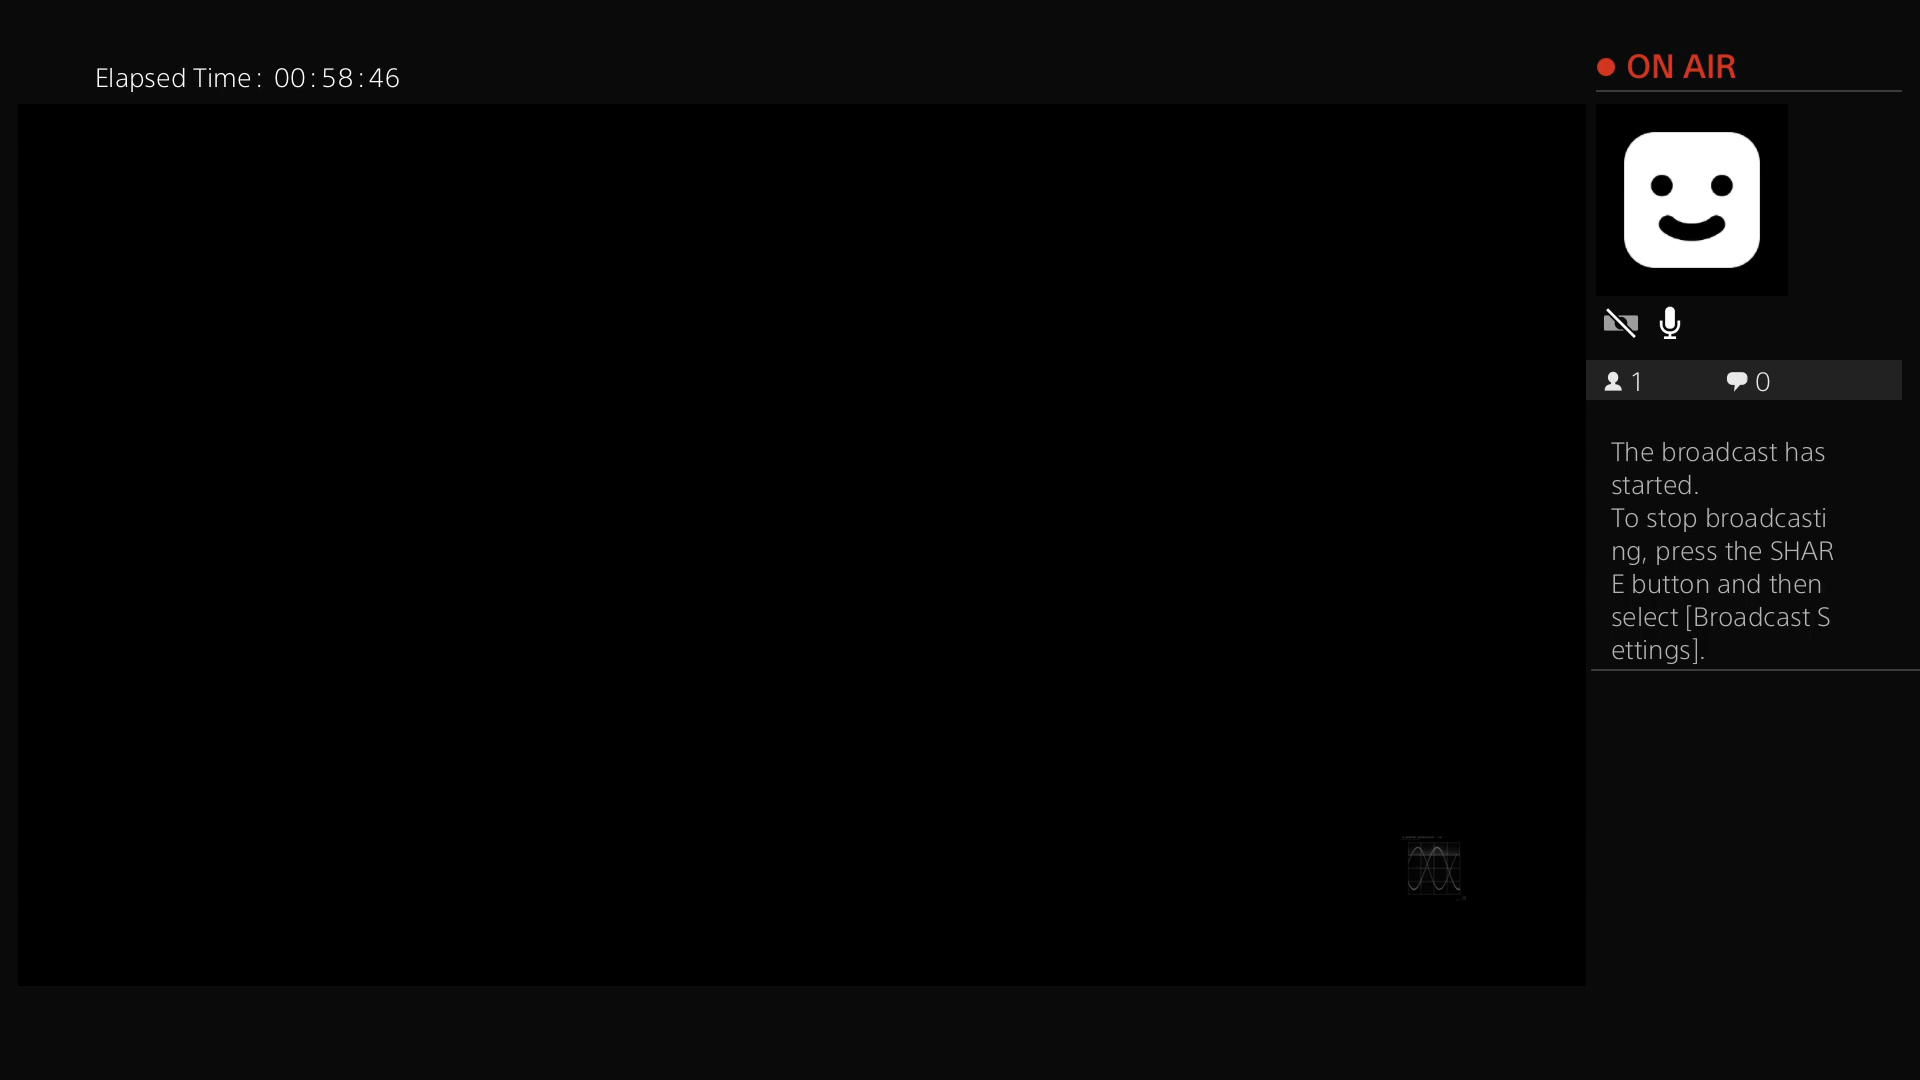 Elapsed Time: 00:58:46
ON AIR
1
0
The broadcast has
started.
To stop broadcasti
ng, press the SHAR
E button and then
select [Broadcast S
ettings].